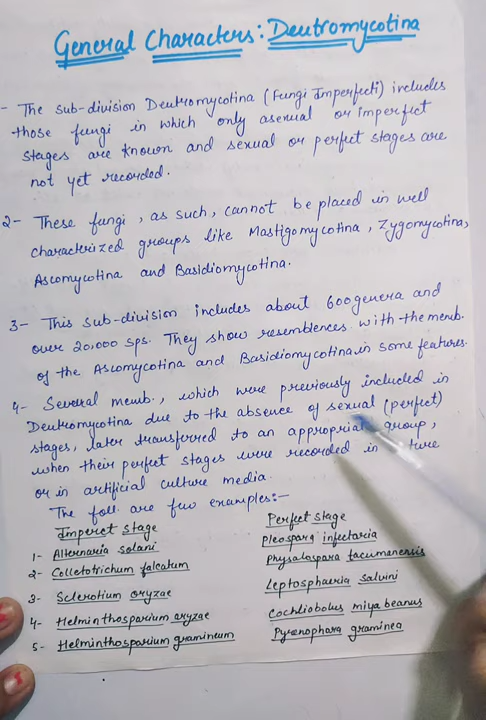 General Characters: Deutromycotina
- The sub-division Deutromycotina (Fungi Imperfecti) includes
those fungi in which only asexual or imperfect
stages are known and sexual or perfect stages are
not yet recorded.
2- These fungi, as such, cannot be placed in well
characterized groups like Mastigomycotina, Zygomycotina,
Ascomycotina and Basidiomycotina.
3- This sub-division includes about 600 genera and
over 20,000 sps. They show resemblences with the memb.
of the Ascomycotina and Basidiomycotina in some features.
4- Several memb., which were previously included in
Deutromycotina due to the absence of sexual (perfect)
stages, later transferred to an appropriate group,
when their perfect stages were recorded in ture
or in artificial culture media.
The foll. are few examples:-
Imperect stage Perfect stage
1- Alternaria solani Pleospora infectaria
2- Colletotrichum falcatum Physalospara tucumanensis
3- Sclerotium oryzae Leptosphaeria salvini
4- Helminthosparium oryzae Cochliobolus miyabeanus
5- Helminthosparium gramineum Pyrenophara graminea